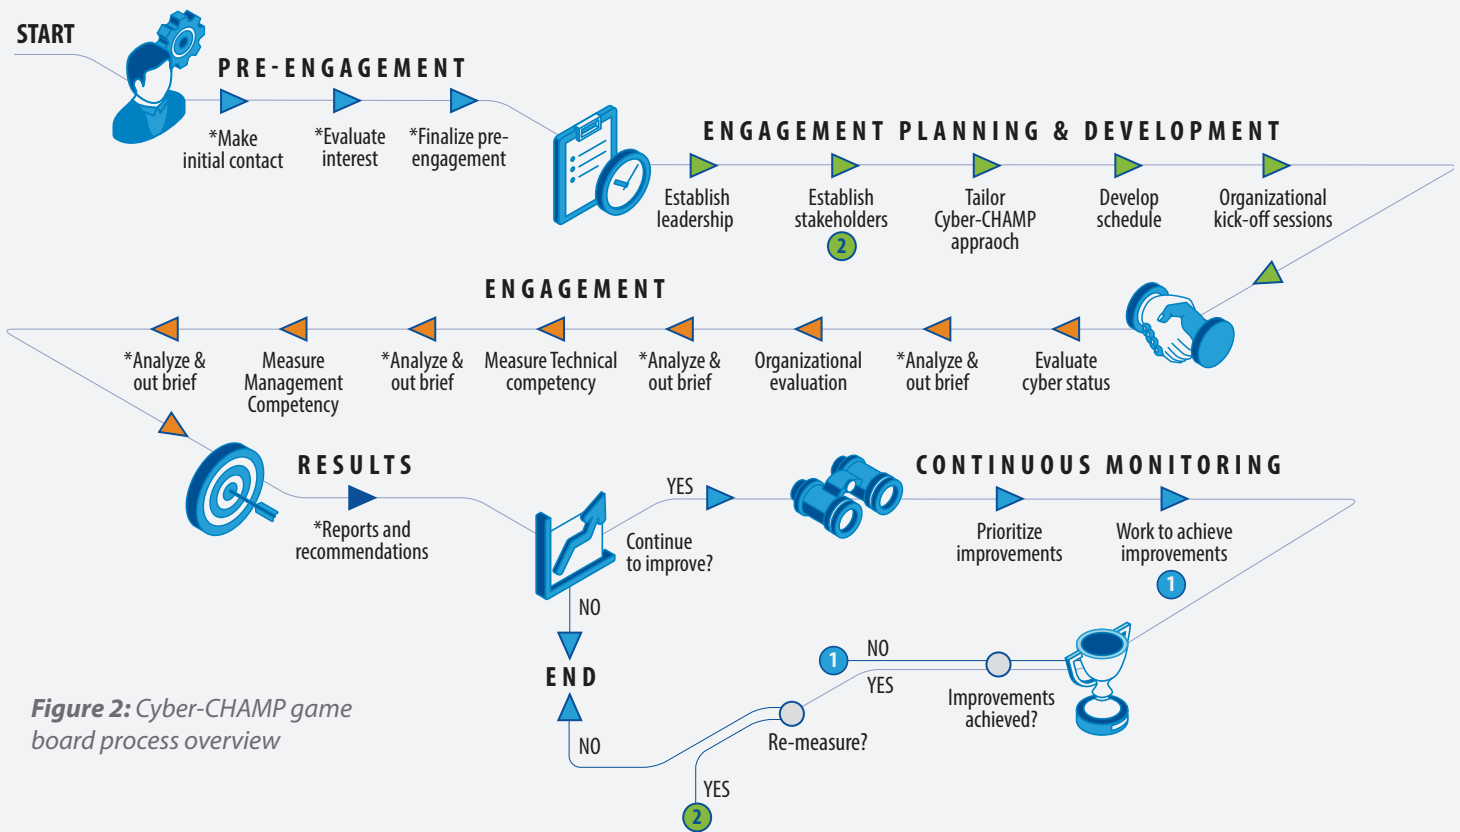 START
PRE-ENGAGEMENT
*Make
initial contact
*Evaluate
interest
*Finalize pre-
engagement
ENGAGEMENT PLANNING & DEVELOPMENT
Establish
leadership
Establish
stakeholders
2
Tailor
Cyber-CHAMP
appraoch
Develop
schedule
Organizational
kick-off sessions
ENGAGEMENT
*Analyze &
out brief
Measure
Management
Competency
*Analyze &
out brief
Measure Technical
competency
*Analyze &
out brief
Organizational
evaluation
*Analyze &
out brief
Evaluate
cyber status
RESULTS
*Reports and
recommendations
YES
Continue
to improve?
NO
END
CONTINUOUS MONITORING
Prioritize
improvements
Work to achieve
improvements
1
1
NO
YES
Improvements
achieved?
Re-measure?
NO
YES
2
Figure 2: Cyber-CHAMP game
board process overview